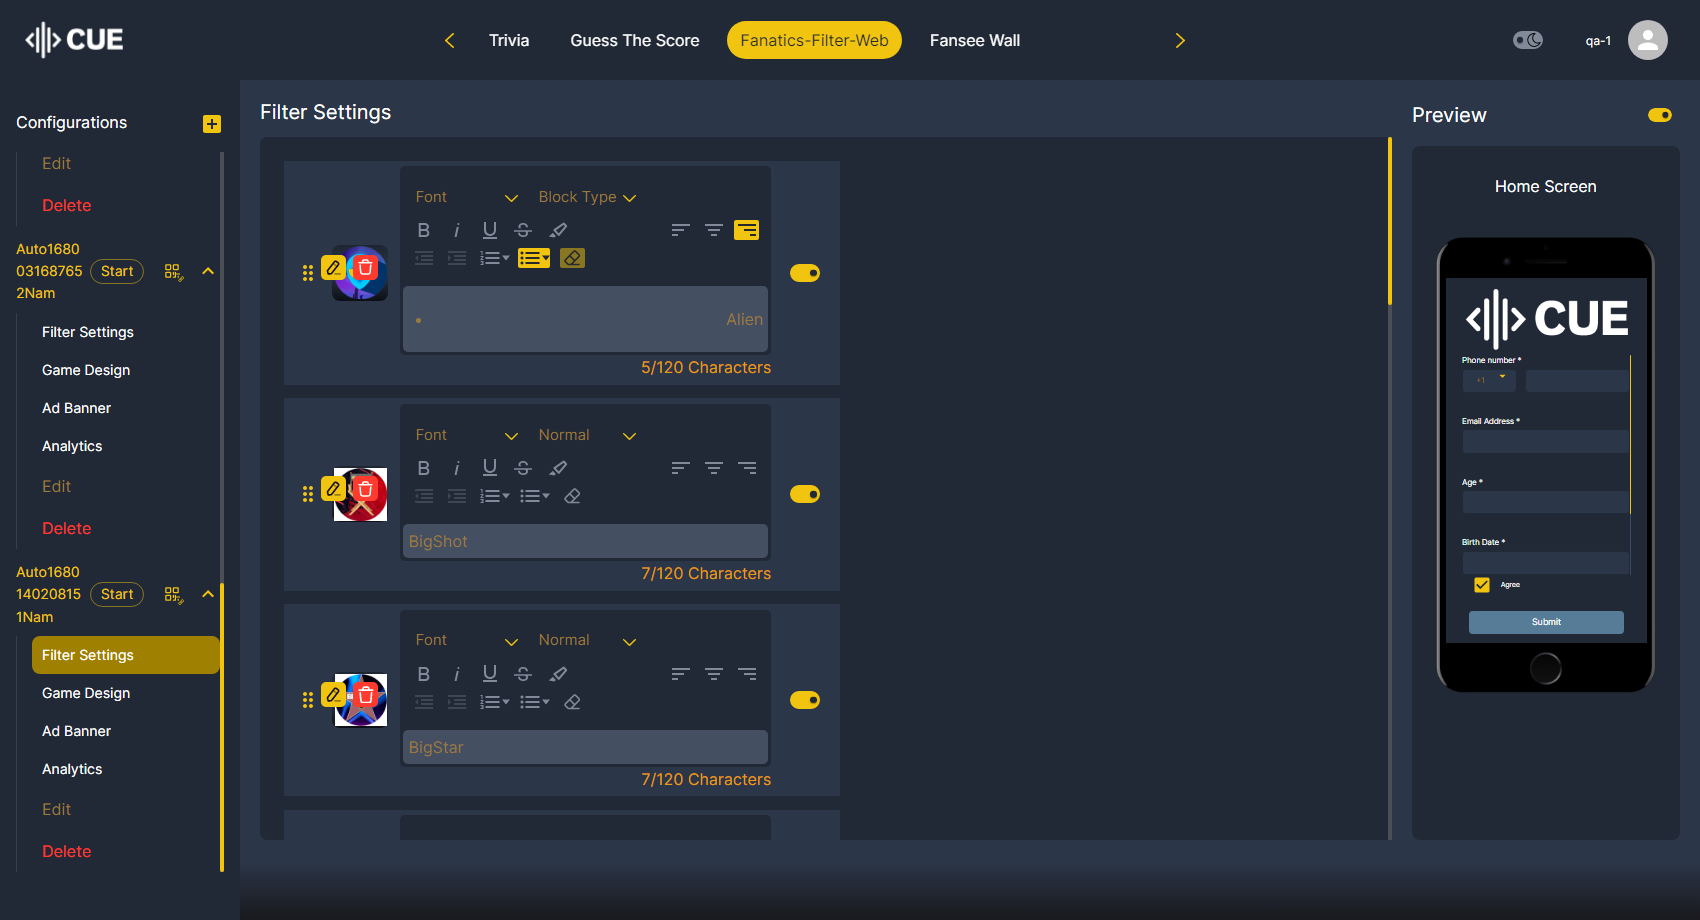 CUE
Trivia
Guess The Score
Fanatics-Filter-Web
Fansee Wall
qa-1
Configurations
Edit
Delete
Auto1680
03168765
2Nam
Start
Filter Settings
Game Design
Ad Banner
Analytics
Edit
Delete
Auto1680
14020815
1Nam
Start
Filter Settings
Game Design
Ad Banner
Analytics
Edit
Delete
Filter Settings
Font
Block Type
B i U S
• Alien
5/120 Characters
Font
Normal
B i U S
BigShot
7/120 Characters
Font
Normal
B i U S
BigStar
7/120 Characters
Preview
Home Screen
CUE
Phone number *
+1
Email Address *
Age *
Birth Date *
Agree
Submit